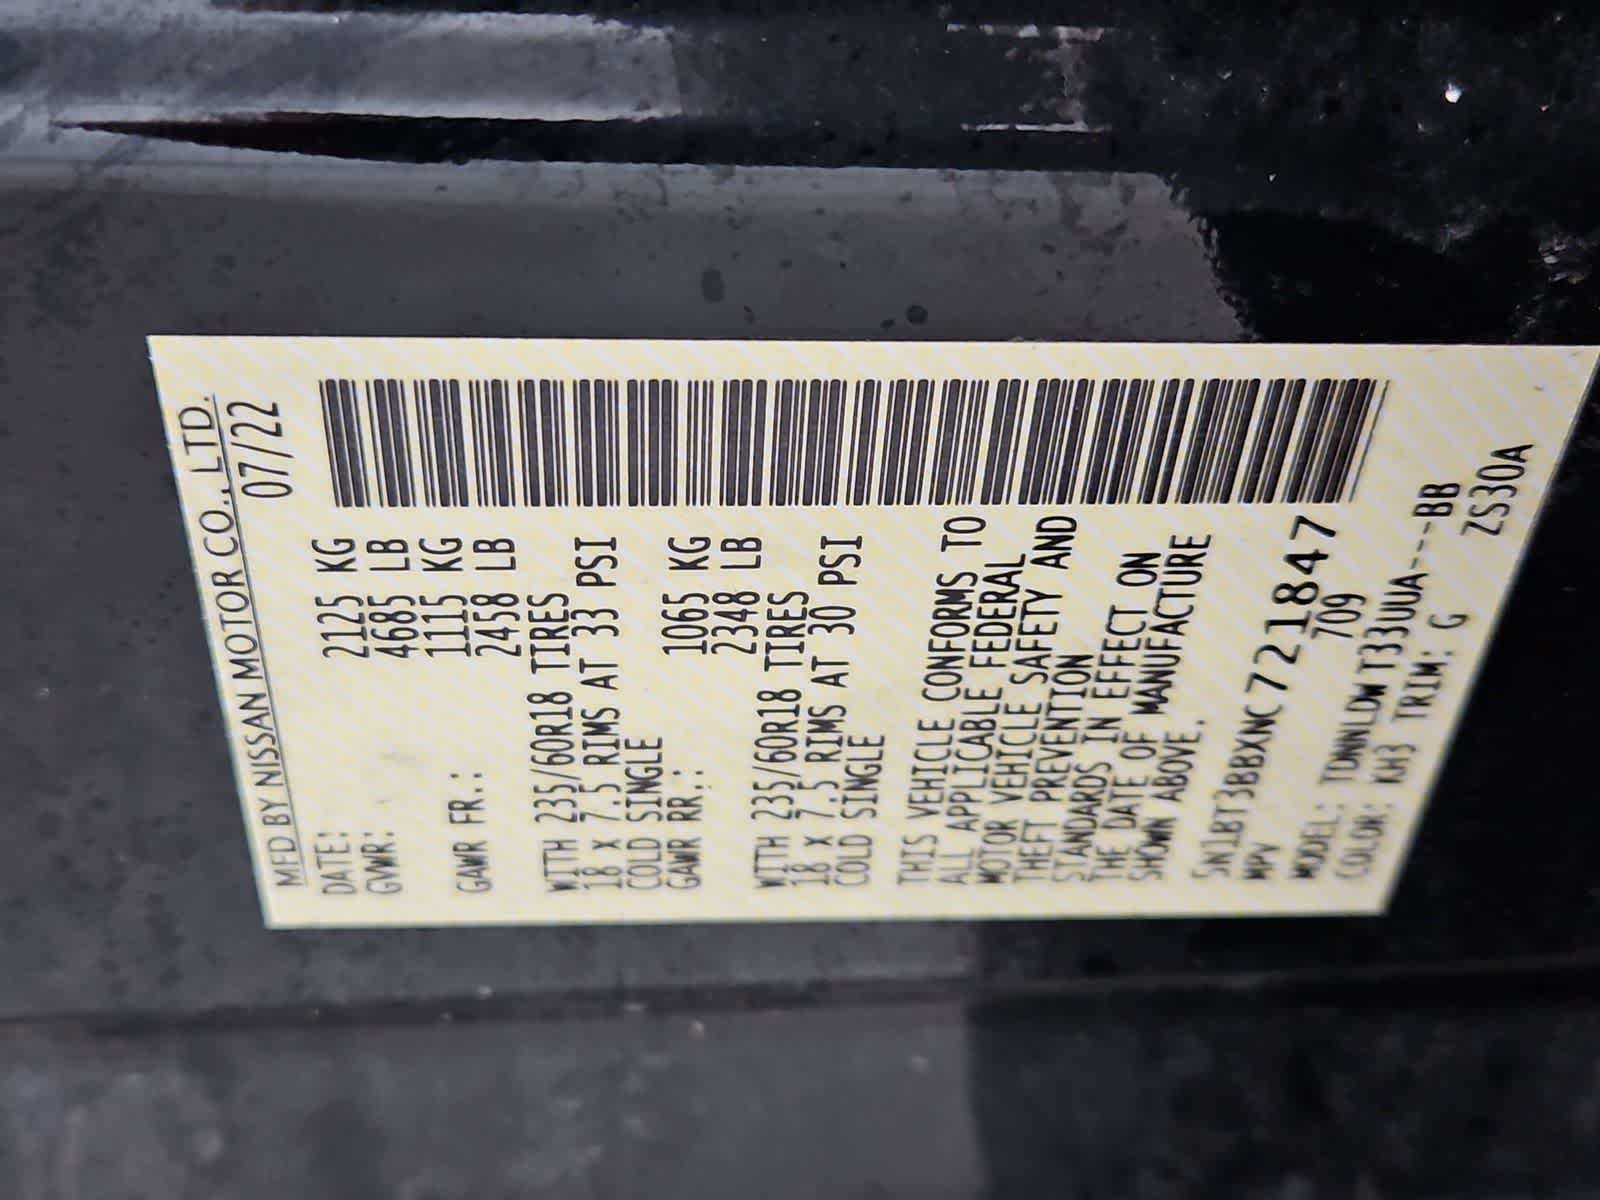 MFD BY NISSAN MOTOR CO., LTD.
DATE: 07/22
GVWR: 2125 KG
4685 LB
GAWR FR.: 1115 KG
2458 LB
WITH 235/60R18 TIRES
18 X 7.5 RIMS AT 33 PSI
COLD SINGLE
GAWR RR.: 1065 KG
2348 LB
WITH 235/60R18 TIRES
18 X 7.5 RIMS AT 30 PSI
COLD SINGLE
THIS VEHICLE CONFORMS TO
ALL APPLICABLE FEDERAL
MOTOR VEHICLE SAFETY AND
THEFT PREVENTION
STANDARDS IN EFFECT ON
THE DATE OF MANUFACTURE
SHOWN ABOVE.
5N1BT3BBXNC721847
MPV 709
MODEL: TDNNLDWT33UUA---BB
COLOR: KH3 TRIM: G ZS30A